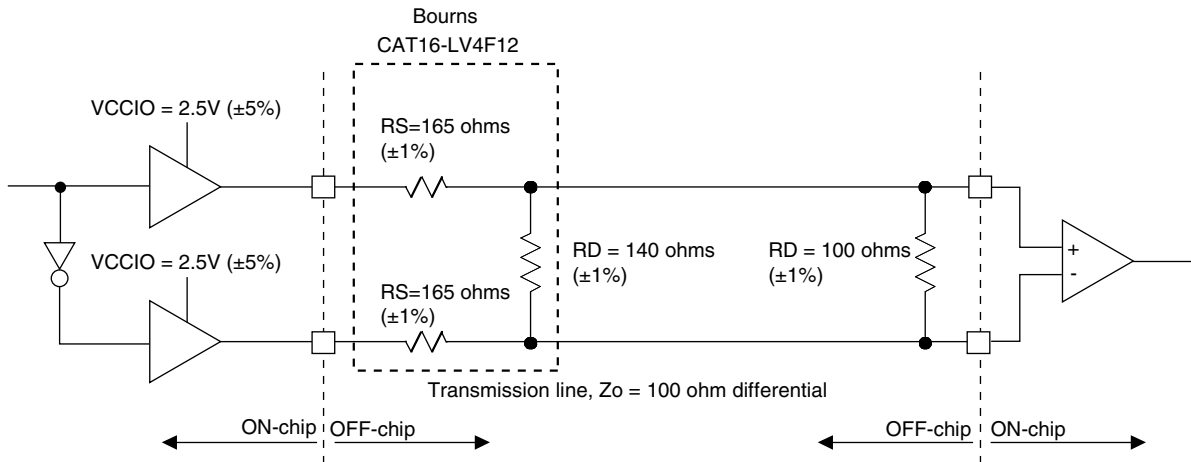 Bourns
CAT16-LV4F12
VCCIO = 2.5V (±5%)
RS=165 ohms
(±1%)
VCCIO = 2.5V (±5%)
RD = 140 ohms
(±1%)
RD = 100 ohms
(±1%)
+
-
RS=165 ohms
(±1%)
Transmission line, Zo = 100 ohm differential
ON-chip
OFF-chip
OFF-chip
ON-chip